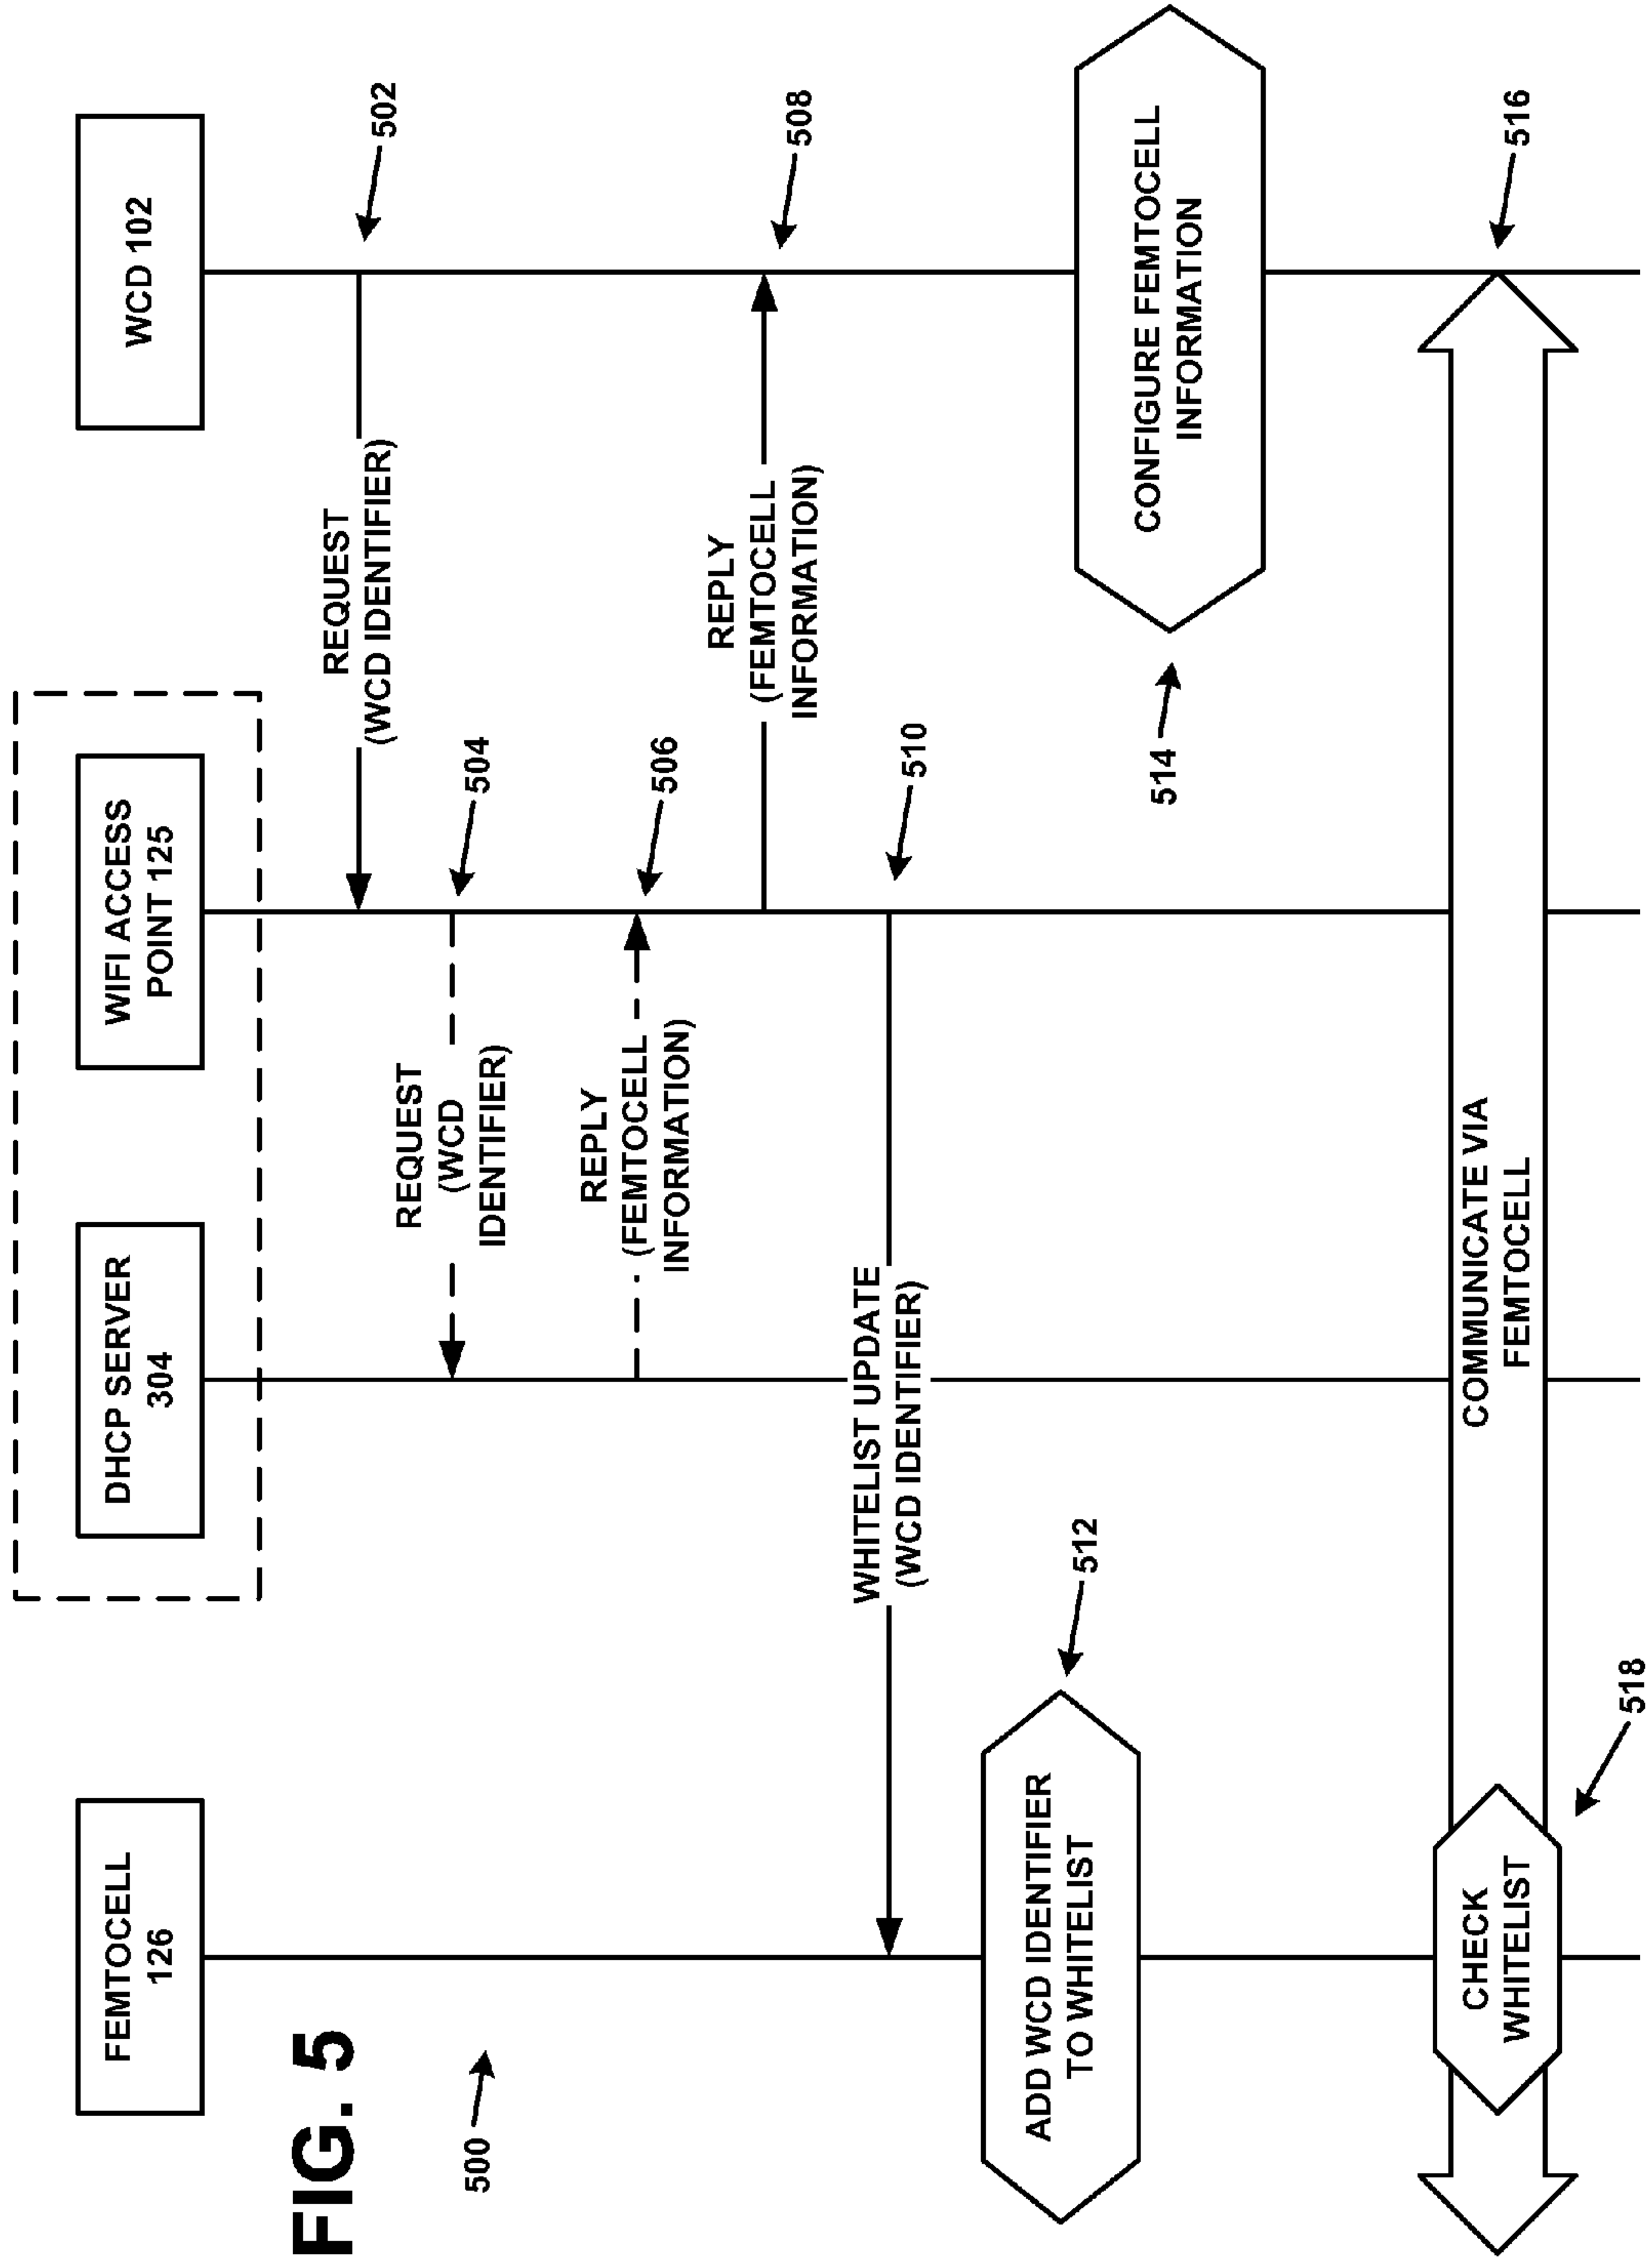 FEMTOCELL
126
DHCP SERVER
304
WIFI ACCESS
POINT 125
WCD 102
FIG. 5
500
REQUEST
(WCD IDENTIFIER)
502
REQUEST
(WCD
IDENTIFIER)
504
REPLY
(FEMTOCELL
INFORMATION)
506
REPLY
(FEMTOCELL
INFORMATION)
508
WHITELIST UPDATE
(WCD IDENTIFIER)
510
ADD WCD IDENTIFIER
TO WHITELIST
512
CONFIGURE FEMTOCELL
INFORMATION
514
CHECK
WHITELIST
COMMUNICATE VIA
FEMTOCELL
516
518